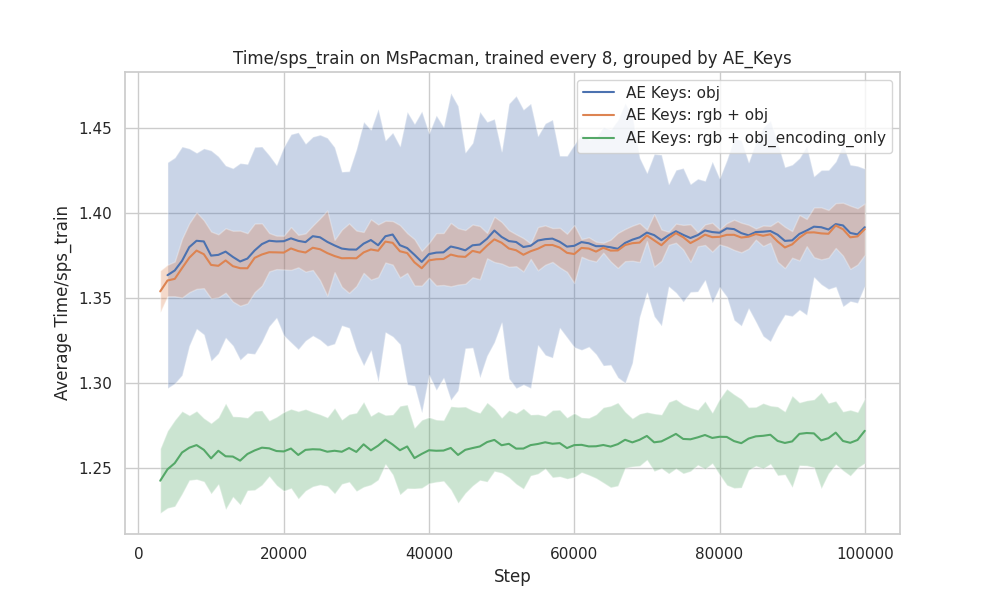 Time/sps_train on MsPacman, trained every 8, grouped by AE_Keys
AE Keys: obj
AE Keys: rgb + obj
AE Keys: rgb + obj_encoding_only
Average Time/sps_train
1.45
1.40
1.35
1.30
1.25
0
20000
40000
60000
80000
100000
Step